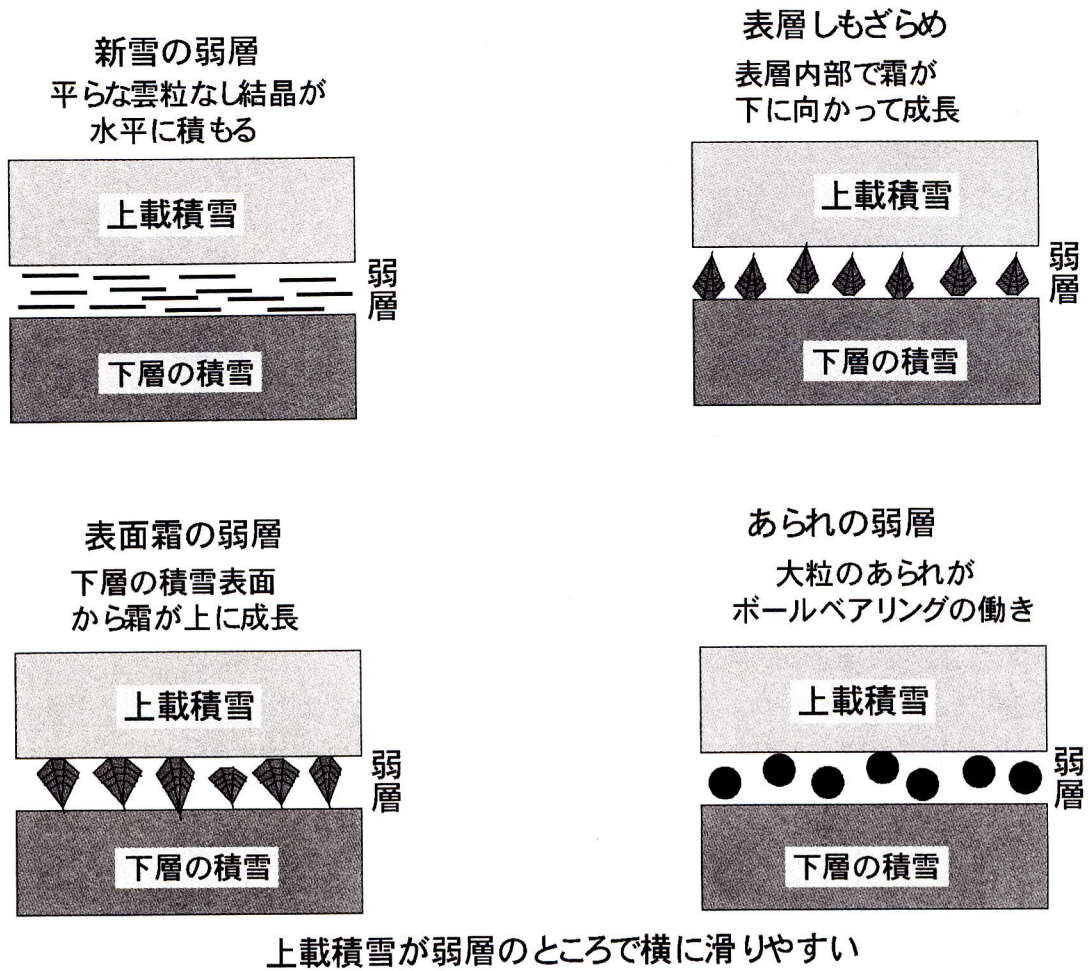 新雪の弱層
平らな雲粒なし結晶が
水平に積もる
上載積雪
弱層
下層の積雪
表層しもざらめ
表層内部で霜が
下に向かって成長
上載積雪
弱層
下層の積雪
表面霜の弱層
下層の積雪表面
から霜が上に成長
上載積雪
弱層
下層の積雪
あられの弱層
大粒のあられが
ボールベアリングの働き
上載積雪
弱層
下層の積雪
上載積雪が弱層のところで横に滑りやすい